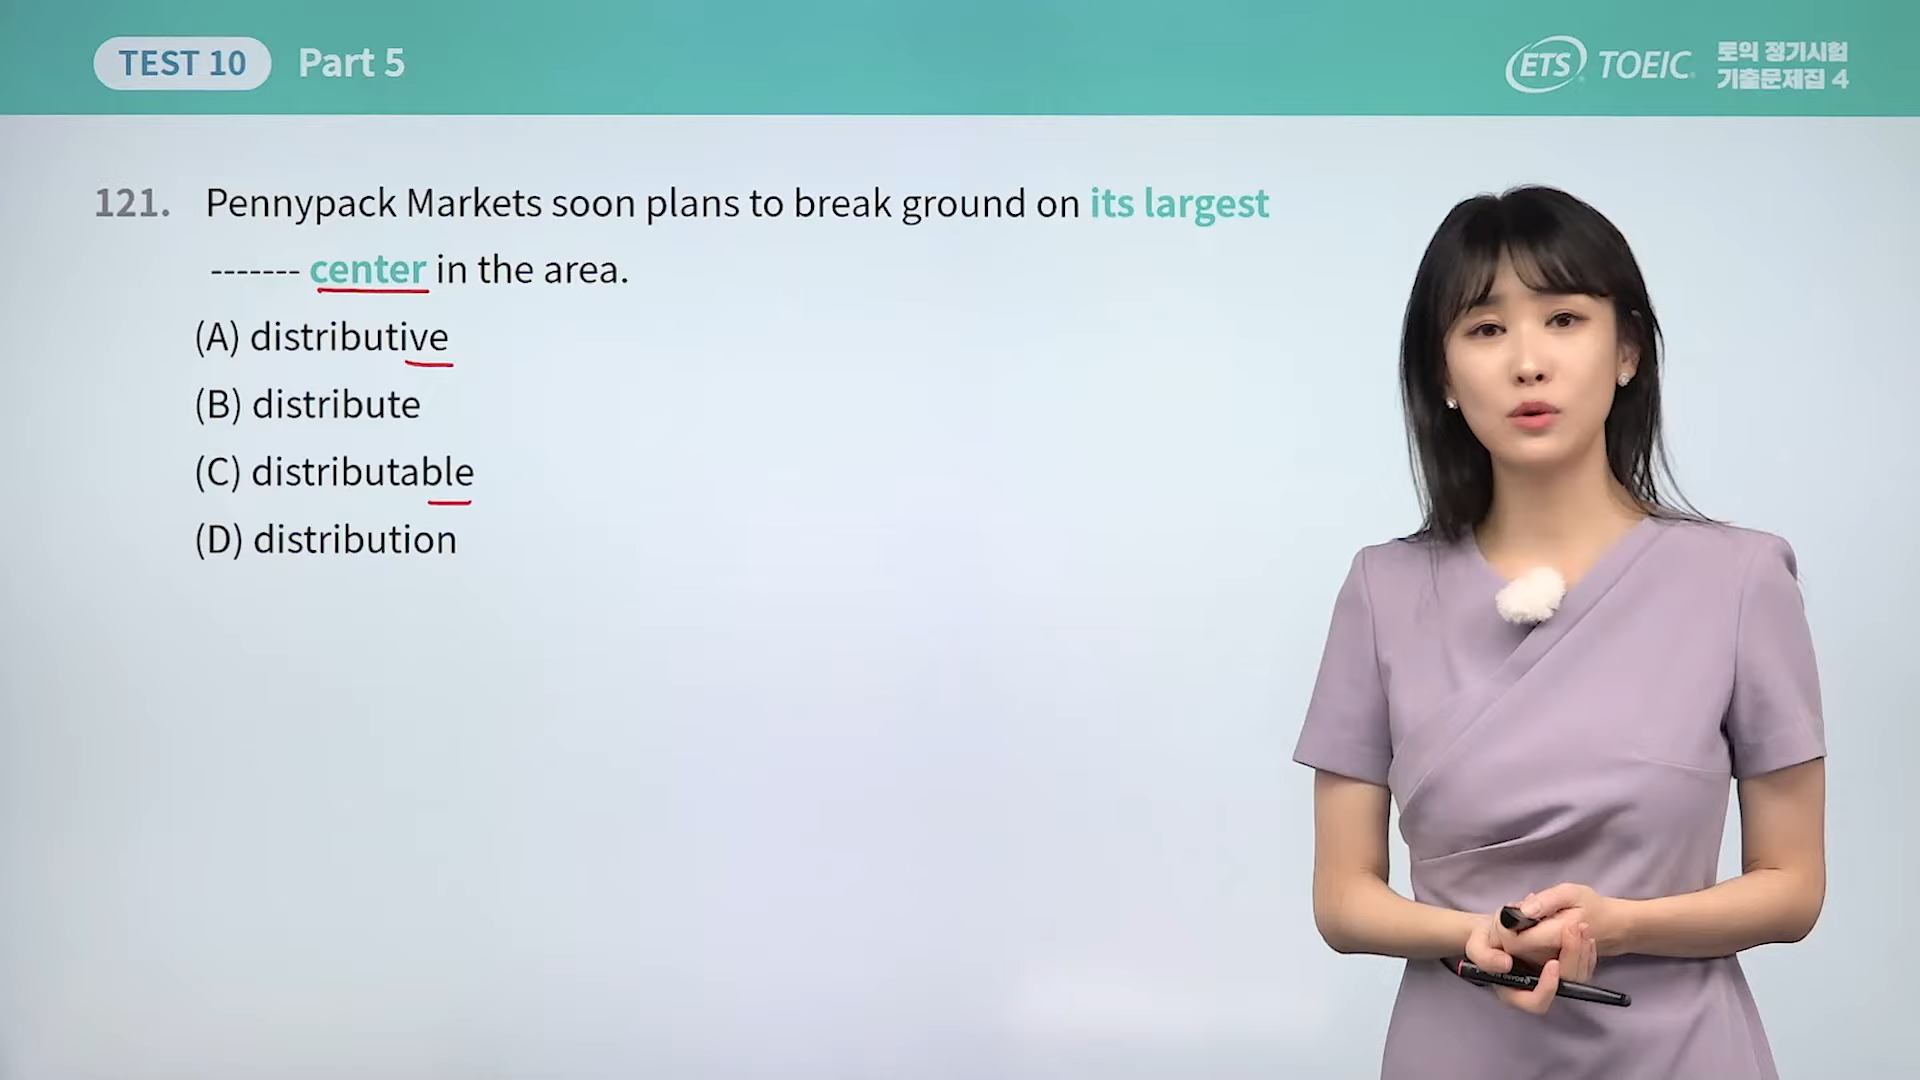 TEST 10 Part 5
ETS TOEIC 토익 정기시험
기출문제집 4
121. Pennypack Markets soon plans to break ground on its largest
------- center in the area.
(A) distributive
(B) distribute
(C) distributable
(D) distribution